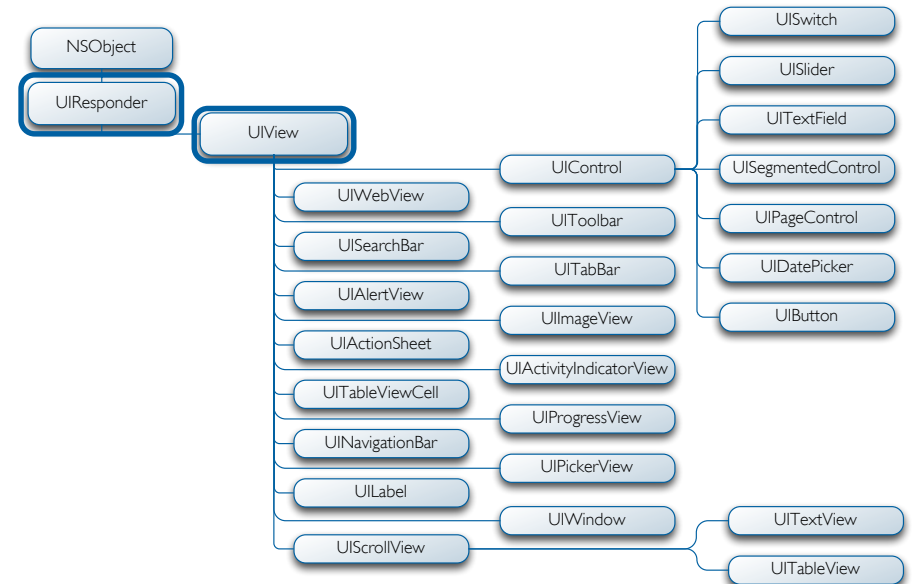 NSObject
UIResponder
UIView
UIControl
UISwitch
UISlider
UITextField
UISegmentedControl
UIPageControl
UIDatePicker
UIButton
UIWebView
UIToolbar
UISearchBar
UITabBar
UIAlertView
UIImageView
UIActionSheet
UIActivityIndicatorView
UITableViewCell
UIProgressView
UINavigationBar
UIPickerView
UILabel
UIWindow
UIScrollView
UITextView
UITableView